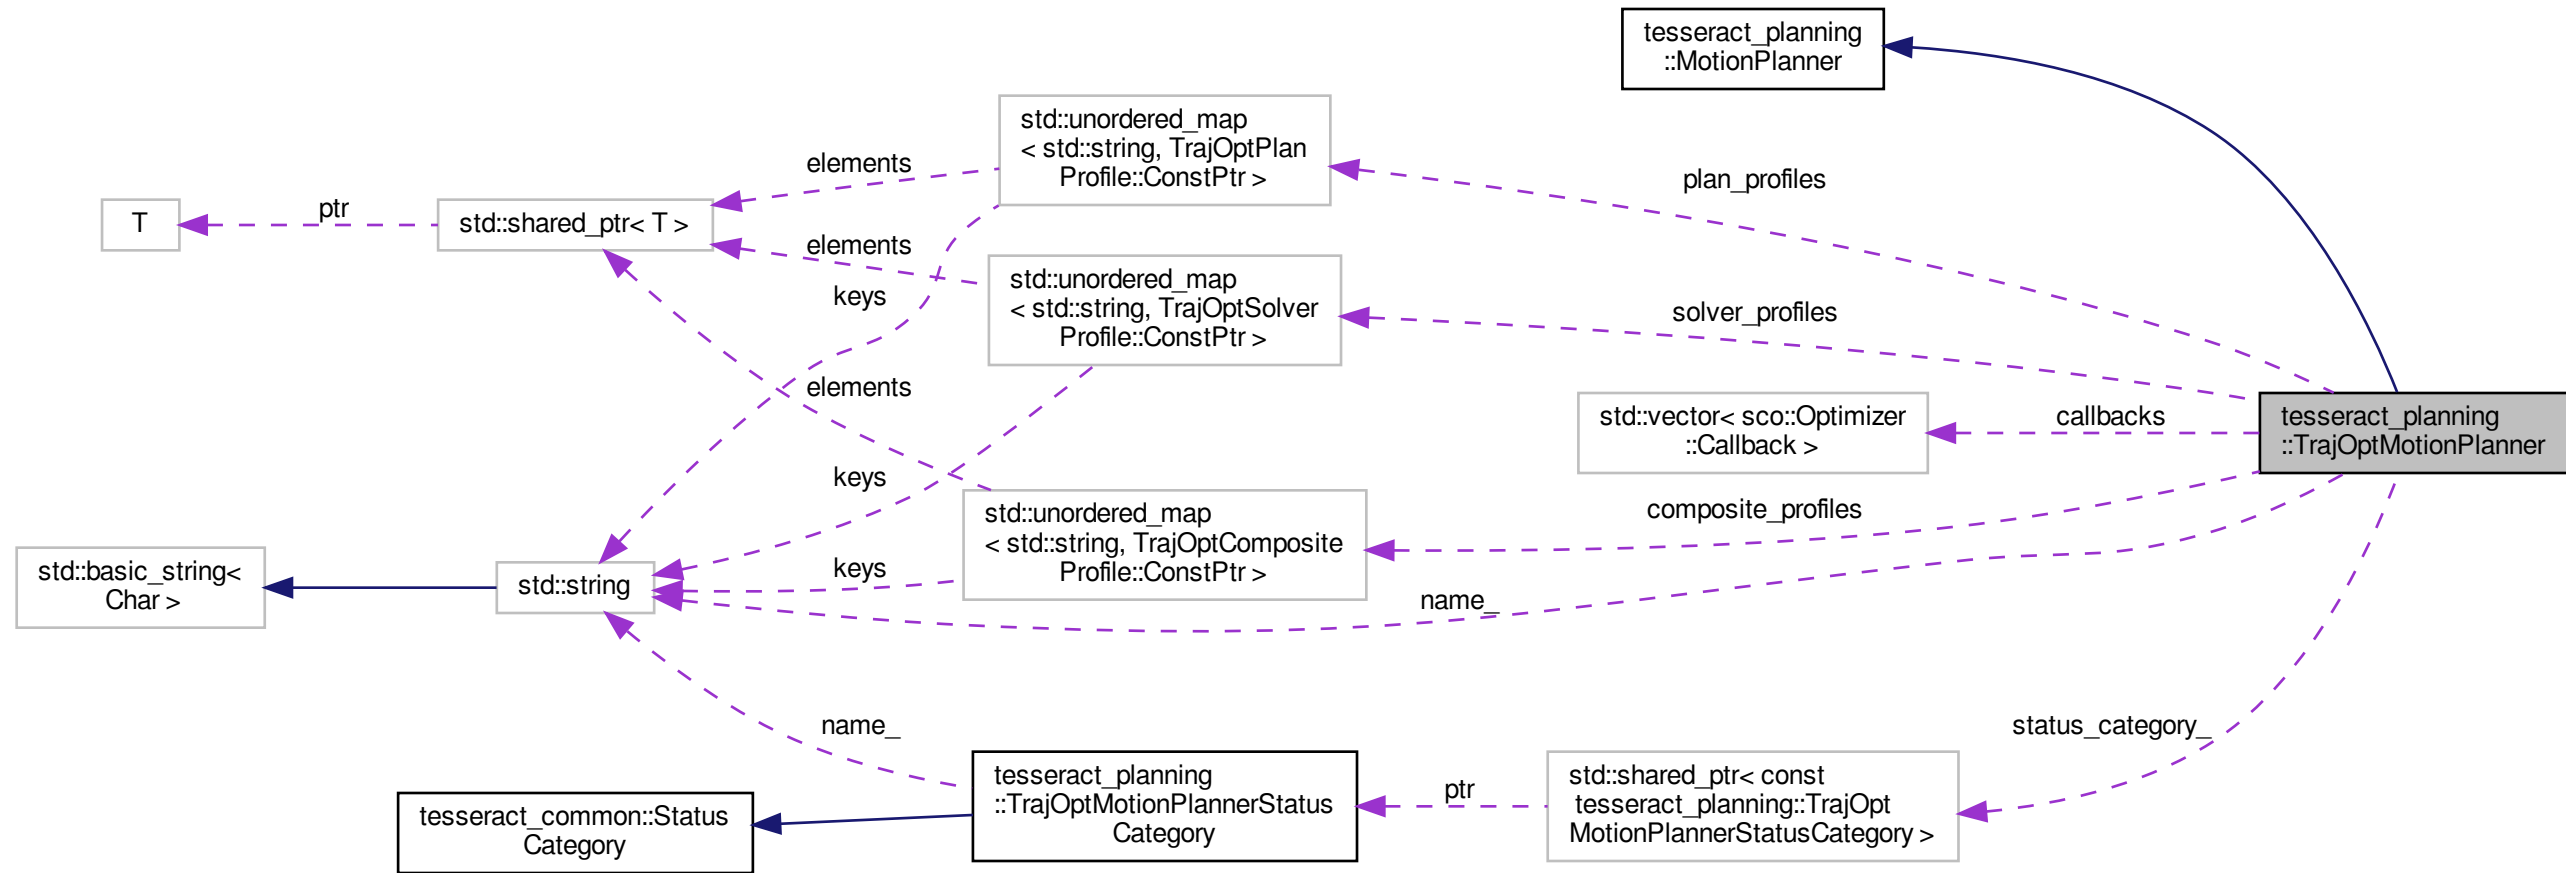 tesseract_planning
::MotionPlanner
std::unordered_map
< std::string, TrajOptPlan
Profile::ConstPtr >
elements
plan_profiles
T
ptr
std::shared_ptr< T >
elements
keys
std::unordered_map
< std::string, TrajOptSolver
Profile::ConstPtr >
solver_profiles
elements
std::vector< sco::Optimizer
::Callback >
callbacks
tesseract_planning
::TrajOptMotionPlanner
keys
std::unordered_map
< std::string, TrajOptComposite
Profile::ConstPtr >
composite_profiles
std::basic_string<
Char >
std::string
keys
name_
name_
status_category_
tesseract_common::Status
Category
tesseract_planning
::TrajOptMotionPlannerStatus
Category
ptr
std::shared_ptr< const
tesseract_planning::TrajOpt
MotionPlannerStatusCategory >